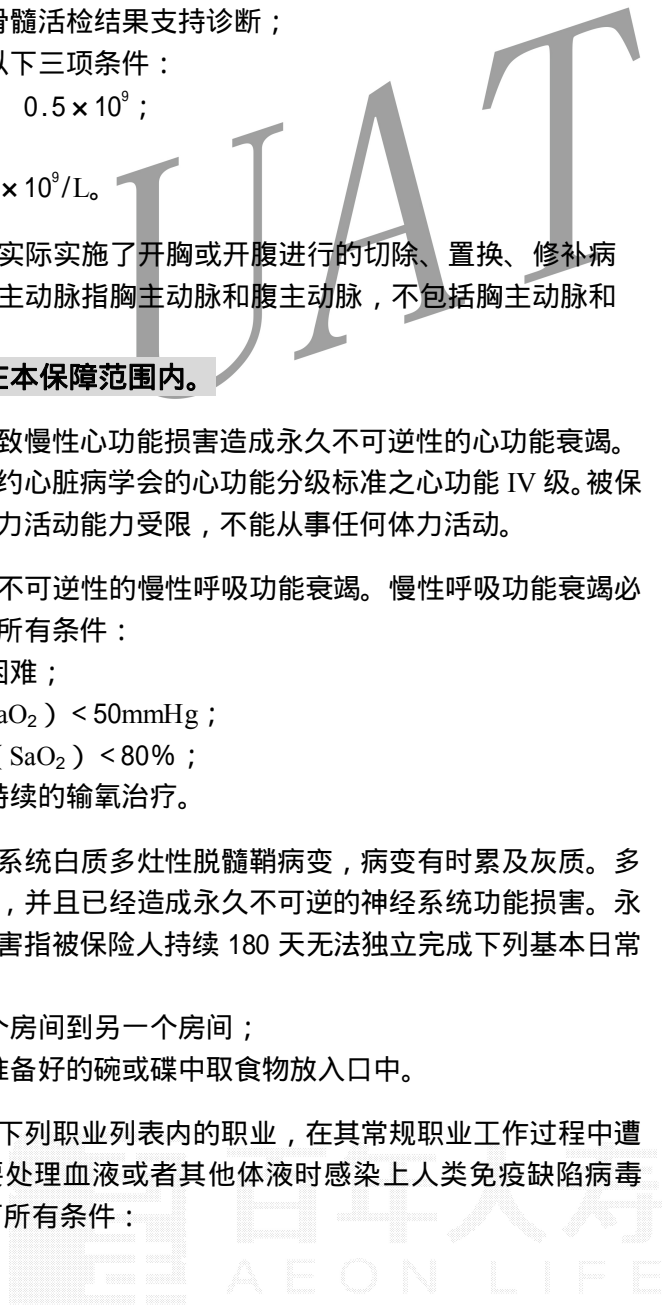 骨髓活检结果支持诊断；
以下三项条件：
0.5×10⁹；
×10⁹/L。
实际实施了开胸或开腹进行的切除、置换、修补病
主动脉指胸主动脉和腹主动脉，不包括胸主动脉和
在本保障范围内。
致慢性心功能损害造成永久不可逆性的心功能衰竭。
约心脏病学会的心功能分级标准之心功能 IV 级。被保
力活动能力受限，不能从事任何体力活动。
不可逆性的慢性呼吸功能衰竭。慢性呼吸功能衰竭必
所有条件：
困难；
aO₂）＜50mmHg；
（SaO₂）＜80%；
持续的输氧治疗。
系统白质多灶性脱髓鞘病变，病变有时累及灰质。多
，并且已经造成永久不可逆的神经系统功能损害。永
害指被保险人持续 180 天无法独立完成下列基本日常
个房间到另一个房间；
准备好的碗或碟中取食物放入口中。
下列职业列表内的职业，在其常规职业工作过程中遭
要处理血液或者其他体液时感染上人类免疫缺陷病毒
所有条件：
UAT
百年人寿
AEON LIFE